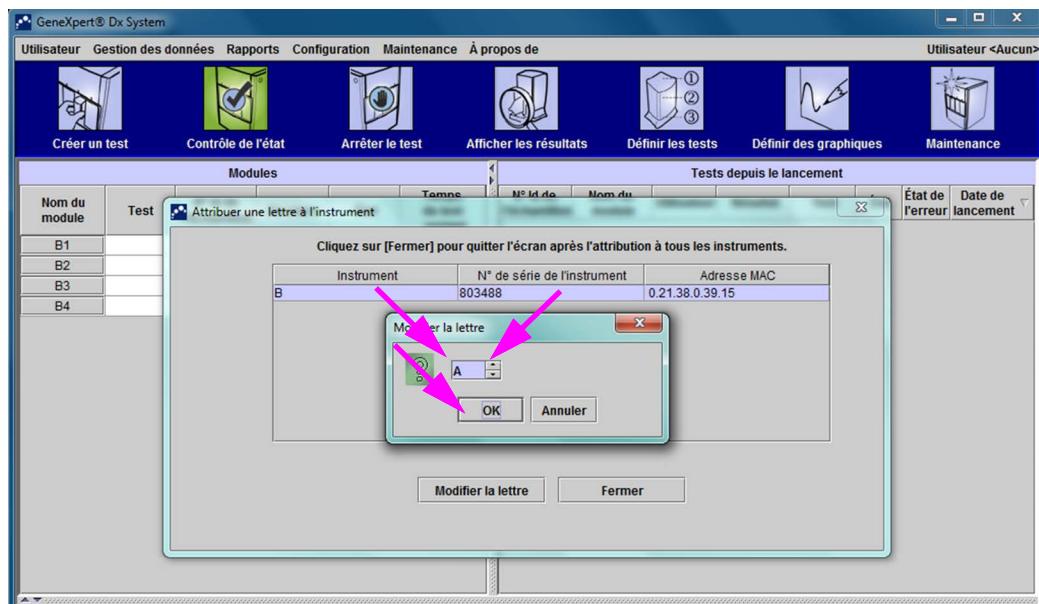 GeneXpert® Dx System
Utilisateur Gestion des données Rapports Configuration Maintenance À propos de Utilisateur <Aucun>
Créer un test Contrôle de l'état Arrêter le test Afficher les résultats Définir les tests Définir des graphiques Maintenance
Modules Tests depuis le lancement
Nom du module Test Temps N° Id de Nom du État de l'erreur Date de lancement
Attribuer une lettre à l'instrument
B1
B2
B3
B4
Cliquez sur [Fermer] pour quitter l'écran après l'attribution à tous les instruments.
Instrument N° de série de l'instrument Adresse MAC
B 803488 0.21.38.0.39.15
la lettre
A
OK Annuler
Modifier la lettre Fermer